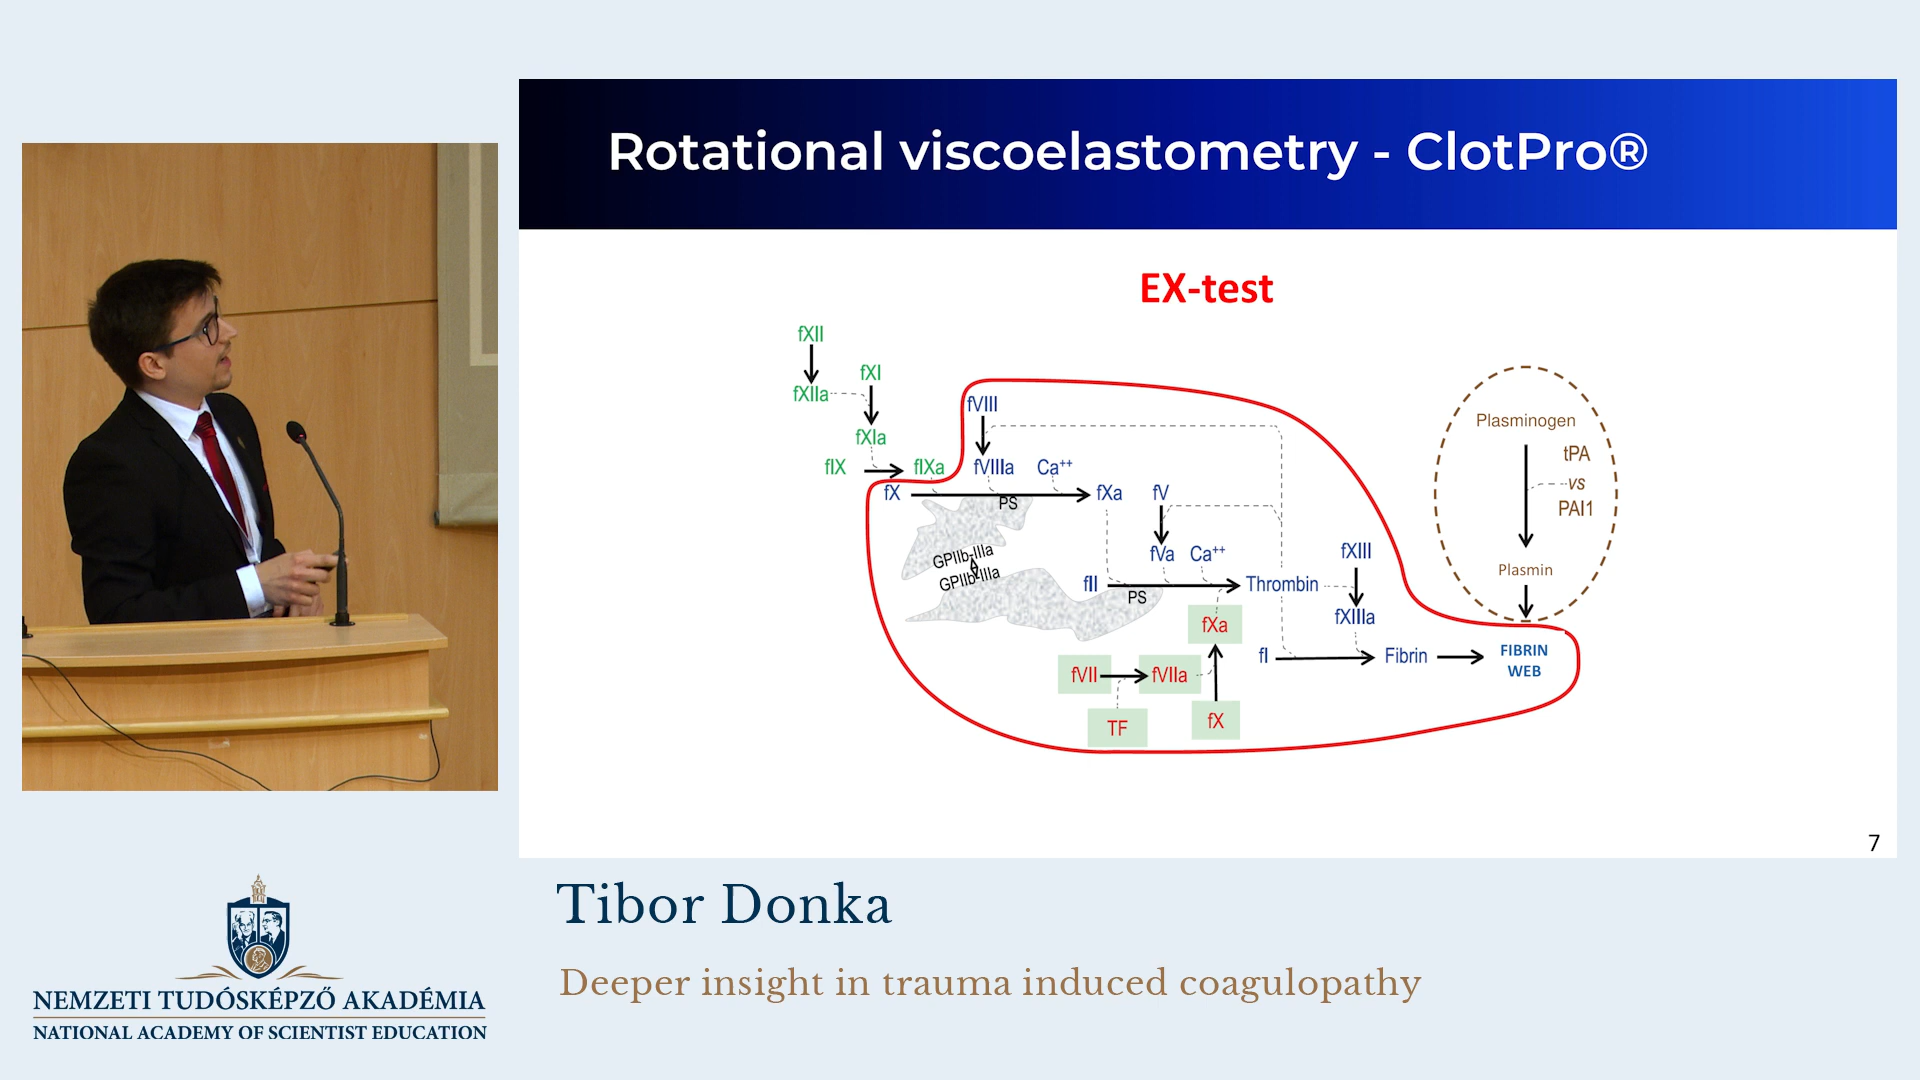 Rotational viscoelastometry - ClotPro®
EX-test
fXII
fXIIa
fXI
fXIa
fIX
fIXa
fVIII
fVIIIa
Ca++
fX
PS
fXa
fV
GPIIb-IIIa
GPIIb-IIIa
fVa
Ca++
fII
PS
Thrombin
fXIII
fXIIIa
fXa
fVII
fVIIa
TF
fX
fI
Fibrin
FIBRIN
WEB
Plasminogen
tPA
vs
PAI1
Plasmin
7
Tibor Donka
Deeper insight in trauma induced coagulopathy
NEMZETI TUDÓSKÉPZŐ AKADÉMIA
NATIONAL ACADEMY OF SCIENTIST EDUCATION